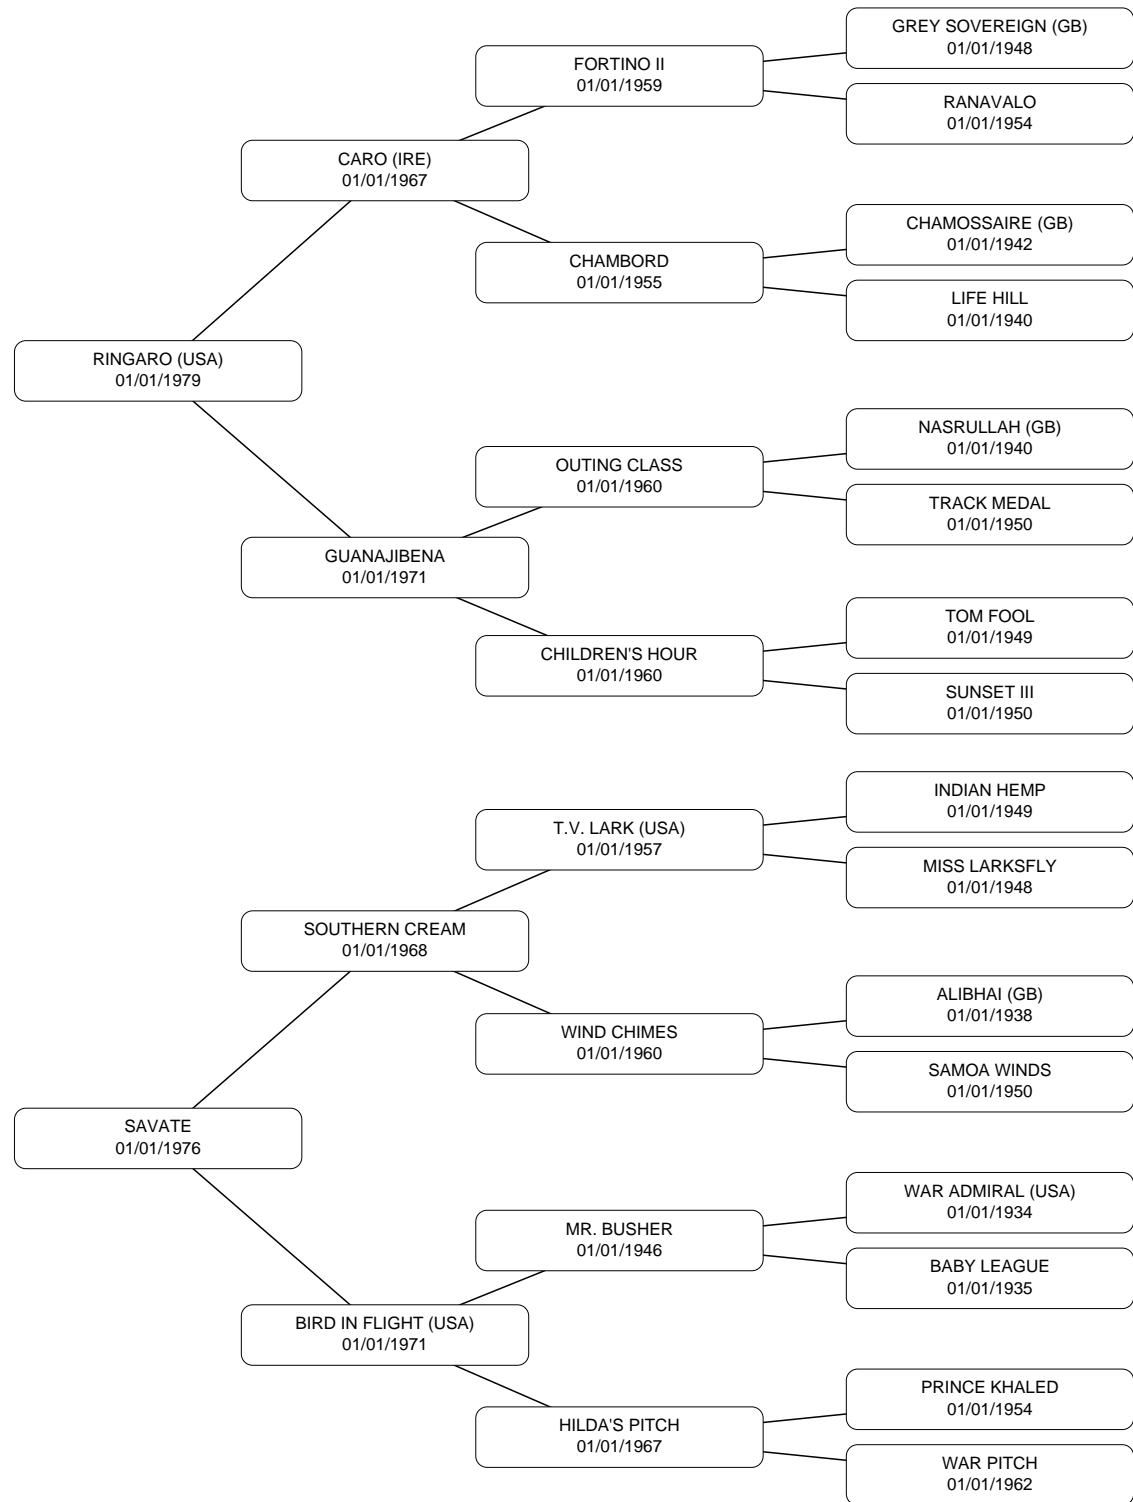 GREY SOVEREIGN (GB)
01/01/1948
FORTINO II
01/01/1959
RANAVALO
01/01/1954
CARO (IRE)
01/01/1967
CHAMOSSAIRE (GB)
01/01/1942
CHAMBORD
01/01/1955
LIFE HILL
01/01/1940
RINGARO (USA)
01/01/1979
NASRULLAH (GB)
01/01/1940
OUTING CLASS
01/01/1960
TRACK MEDAL
01/01/1950
GUANAJIBENA
01/01/1971
TOM FOOL
01/01/1949
CHILDREN'S HOUR
01/01/1960
SUNSET III
01/01/1950
INDIAN HEMP
01/01/1949
T.V. LARK (USA)
01/01/1957
MISS LARKSFLY
01/01/1948
SOUTHERN CREAM
01/01/1968
ALIBHAI (GB)
01/01/1938
WIND CHIMES
01/01/1960
SAMOA WINDS
01/01/1950
SAVATE
01/01/1976
WAR ADMIRAL (USA)
01/01/1934
MR. BUSHER
01/01/1946
BABY LEAGUE
01/01/1935
BIRD IN FLIGHT (USA)
01/01/1971
PRINCE KHALED
01/01/1954
HILDA'S PITCH
01/01/1967
WAR PITCH
01/01/1962